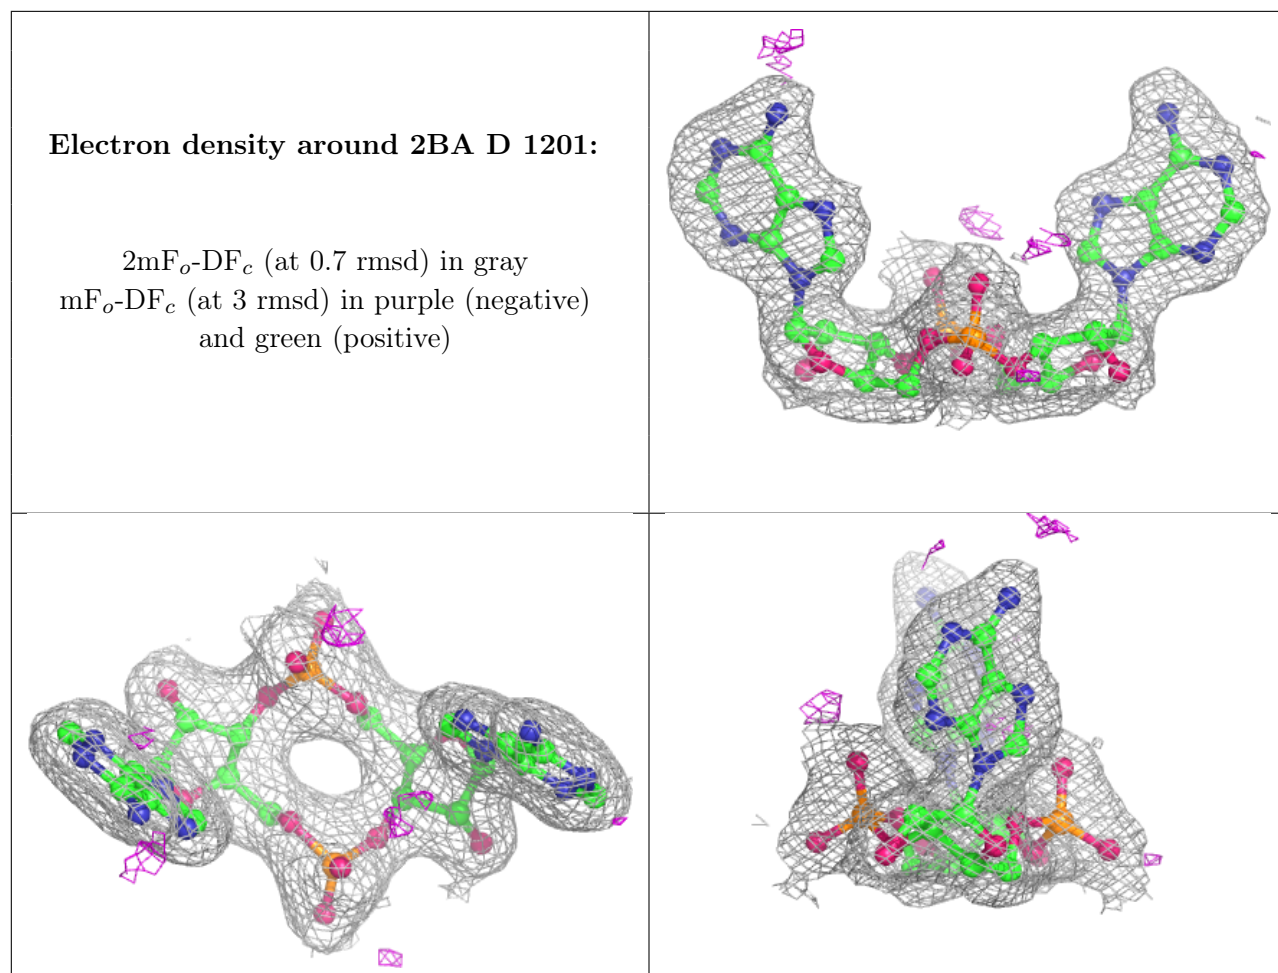 Electron density around 2BA D 1201:
2mFo-DFc (at 0.7 rmsd) in gray
mFo-DFc (at 3 rmsd) in purple (negative)
and green (positive)